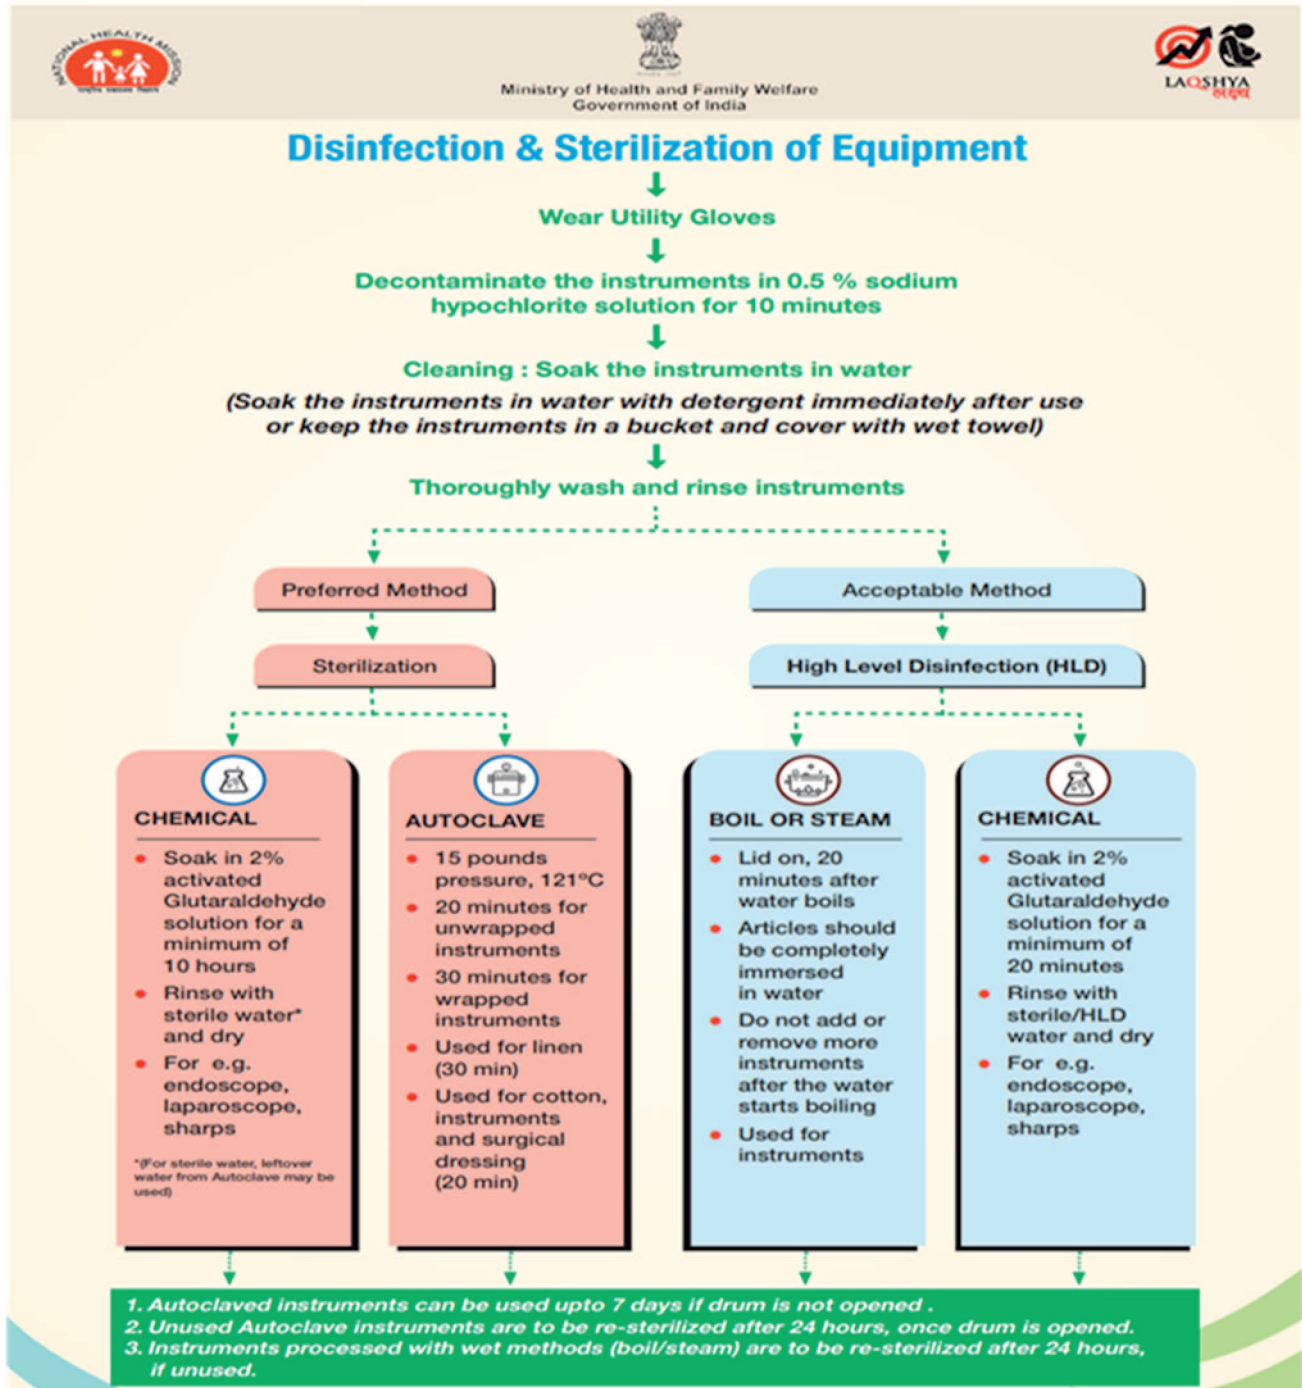 NATIONAL HEALTH MISSION
Ministry of Health and Family Welfare
Government of India
LAQSHYA
लक्ष्य
Disinfection & Sterilization of Equipment
Wear Utility Gloves
Decontaminate the instruments in 0.5 % sodium
hypochlorite solution for 10 minutes
Cleaning : Soak the instruments in water
(Soak the instruments in water with detergent immediately after use
or keep the instruments in a bucket and cover with wet towel)
Thoroughly wash and rinse instruments
Preferred Method
Sterilization
CHEMICAL
• Soak in 2%
activated
Glutaraldehyde
solution for a
minimum of
10 hours
• Rinse with
sterile water*
and dry
• For e.g.
endoscope,
laparoscope,
sharps
*(For sterile water, leftover
water from Autoclave may be
used)
AUTOCLAVE
• 15 pounds
pressure, 121ºC
• 20 minutes for
unwrapped
instruments
• 30 minutes for
wrapped
instruments
• Used for linen
(30 min)
• Used for cotton,
instruments
and surgical
dressing
(20 min)
Acceptable Method
High Level Disinfection (HLD)
BOIL OR STEAM
• Lid on, 20
minutes after
water boils
• Articles should
be completely
immersed
in water
• Do not add or
remove more
instruments
after the water
starts boiling
• Used for
instruments
CHEMICAL
• Soak in 2%
activated
Glutaraldehyde
solution for a
minimum of
20 minutes
• Rinse with
sterile/HLD
water and dry
• For e.g.
endoscope,
laparoscope,
sharps
1. Autoclaved instruments can be used upto 7 days if drum is not opened .
2. Unused Autoclave instruments are to be re-sterilized after 24 hours, once drum is opened.
3. Instruments processed with wet methods (boil/steam) are to be re-sterilized after 24 hours,
if unused.